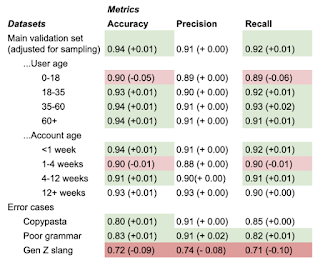 Metrics
Datasets Accuracy Precision Recall
Main validation set
(adjusted for sampling) 0.94 (+0.01) 0.91 (+ 0.00) 0.92 (+0.01)
...User age
0-18 0.90 (-0.05) 0.89 (+ 0.00) 0.89 (-0.06)
18-35 0.93 (+0.01) 0.90 (+ 0.00) 0.92 (+0.01)
35-60 0.94 (+0.01) 0.91 (+ 0.00) 0.93 (+0.02)
60+ 0.94 (+0.01) 0.91 (+ 0.00) 0.91 (+0.01)
...Account age
<1 week 0.94 (+0.01) 0.91 (+ 0.00) 0.92 (+0.01)
1-4 weeks 0.90 (-0.01) 0.88 (+ 0.00) 0.90 (-0.01)
4-12 weeks 0.91 (+0.01) 0.90(+ 0.00) 0.91 (+0.01)
12+ weeks 0.93 (+0.01) 0.93 (+ 0.00) 0.90 (+0.00)
Error cases
Copypasta 0.80 (+0.01) 0.91 (+ 0.00) 0.85 (+0.00)
Poor grammar 0.83 (+0.01) 0.91 (+ 0.02) 0.82 (+0.01)
Gen Z slang 0.72 (-0.09) 0.74 (- 0.08) 0.71 (-0.10)